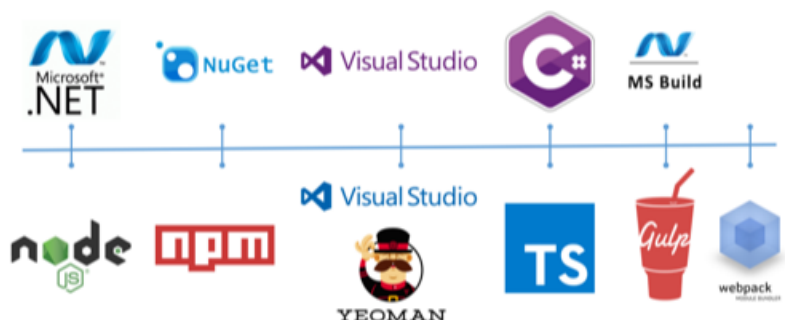 Microsoft®
.NET
NuGet
Visual Studio
C#
MS Build
Visual Studio
node
JS®
npm
YEOMAN
TS
Gulp
webpack
MODULE BUNDLER